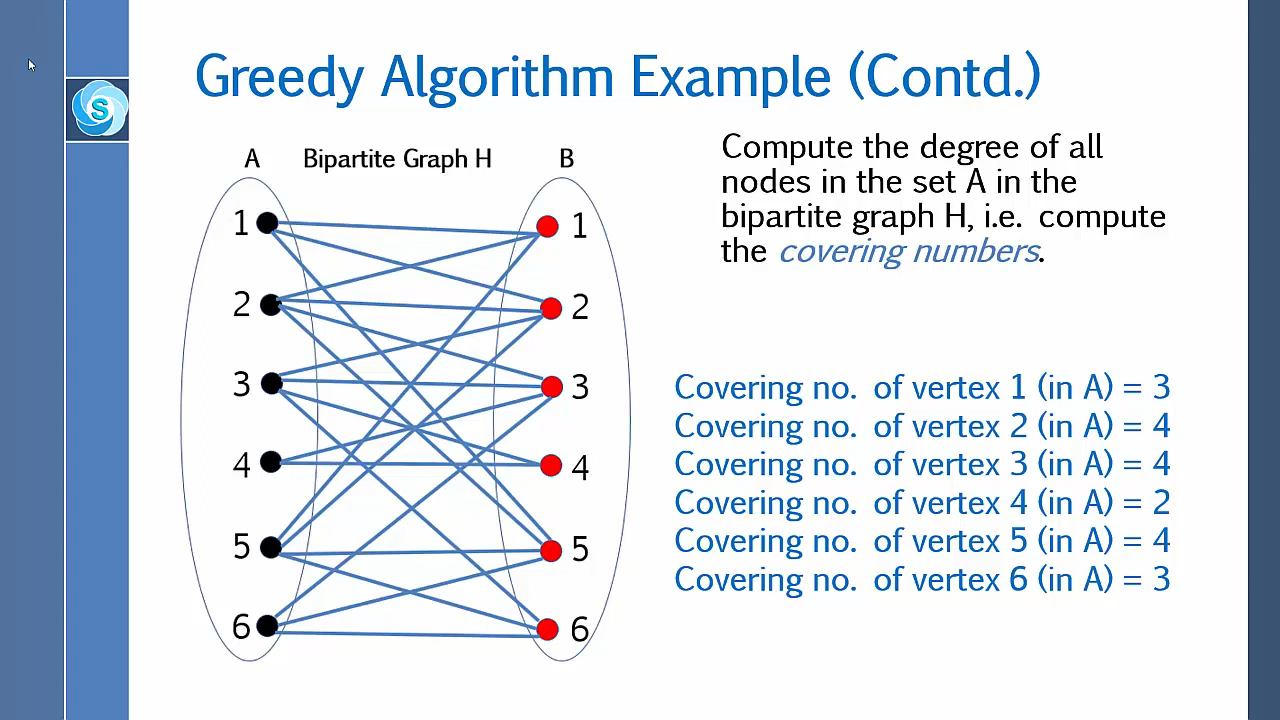 S
Greedy Algorithm Example (Contd.)
A Bipartite Graph H B
1 1
2 2
3 3
4 4
5 5
6 6
Compute the degree of all
nodes in the set A in the
bipartite graph H, i.e. compute
the covering numbers.
Covering no. of vertex 1 (in A) = 3
Covering no. of vertex 2 (in A) = 4
Covering no. of vertex 3 (in A) = 4
Covering no. of vertex 4 (in A) = 2
Covering no. of vertex 5 (in A) = 4
Covering no. of vertex 6 (in A) = 3